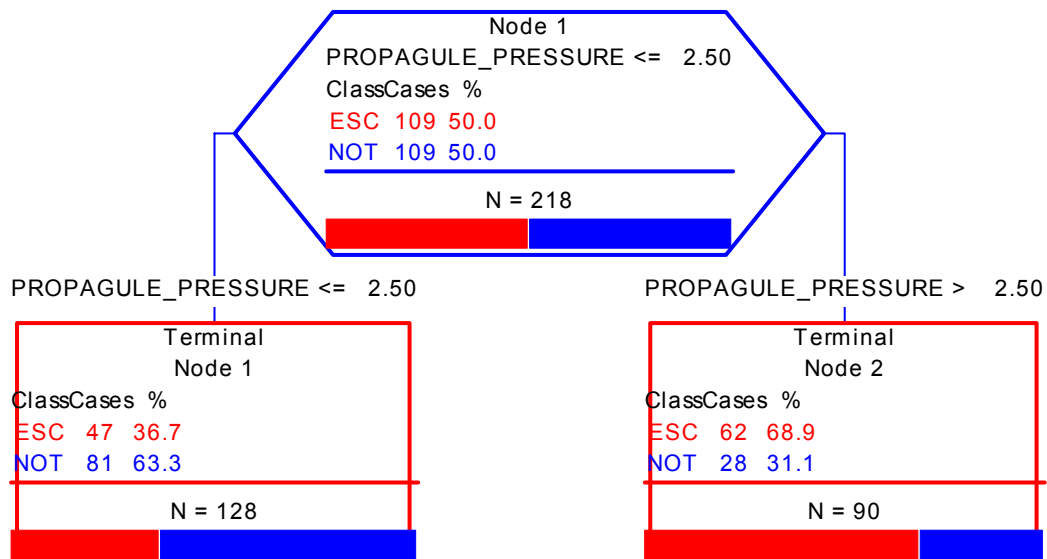 Node 1
PROPAGULE_PRESSURE <= 2.50
ClassCases %
ESC 109 50.0
NOT 109 50.0
N = 218
PROPAGULE_PRESSURE <= 2.50
Terminal
Node 1
ClassCases %
ESC 47 36.7
NOT 81 63.3
N = 128
PROPAGULE_PRESSURE > 2.50
Terminal
Node 2
ClassCases %
ESC 62 68.9
NOT 28 31.1
N = 90